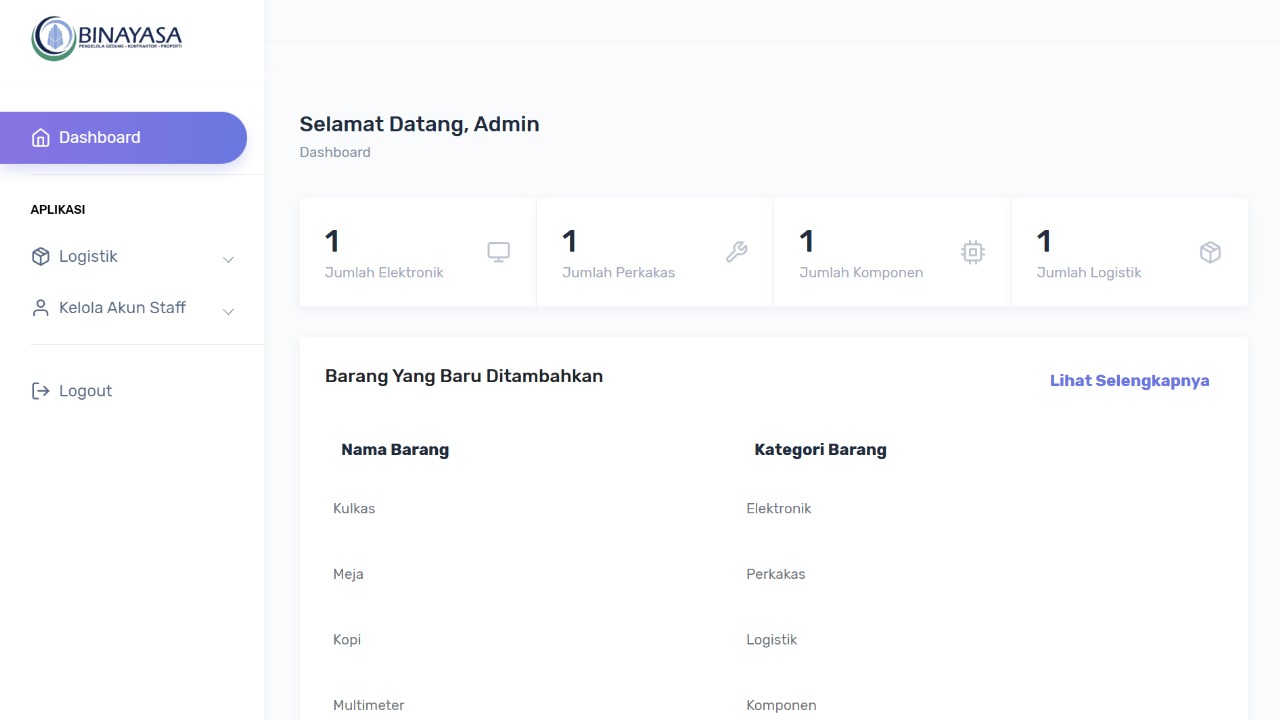 BINAYASA
PENGELOLA GEDUNG - KONTRAKTOR - PROPERTI
Dashboard
APLIKASI
Logistik
Kelola Akun Staff
Logout
Selamat Datang, Admin
Dashboard
1
Jumlah Elektronik
1
Jumlah Perkakas
1
Jumlah Komponen
1
Jumlah Logistik
Barang Yang Baru Ditambahkan
Lihat Selengkapnya
Nama Barang Kategori Barang
Kulkas Elektronik
Meja Perkakas
Kopi Logistik
Multimeter Komponen